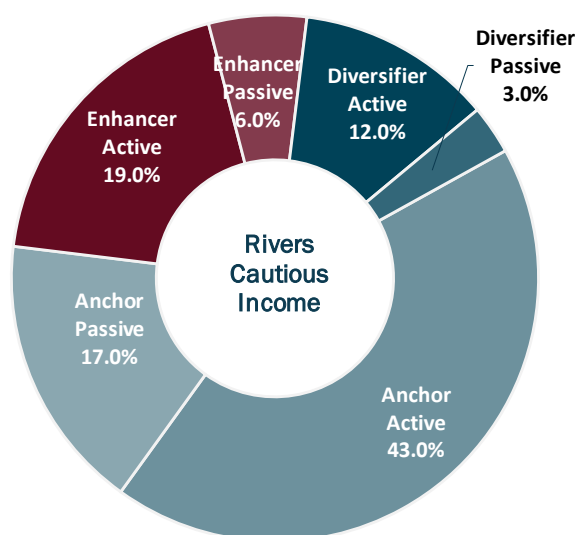 Enhancer
Passive
6.0%
Diversifier
Active
12.0%
Diversifier
Passive
3.0%
Enhancer
Active
19.0%
Rivers
Cautious
Income
Anchor
Passive
17.0%
Anchor
Active
43.0%